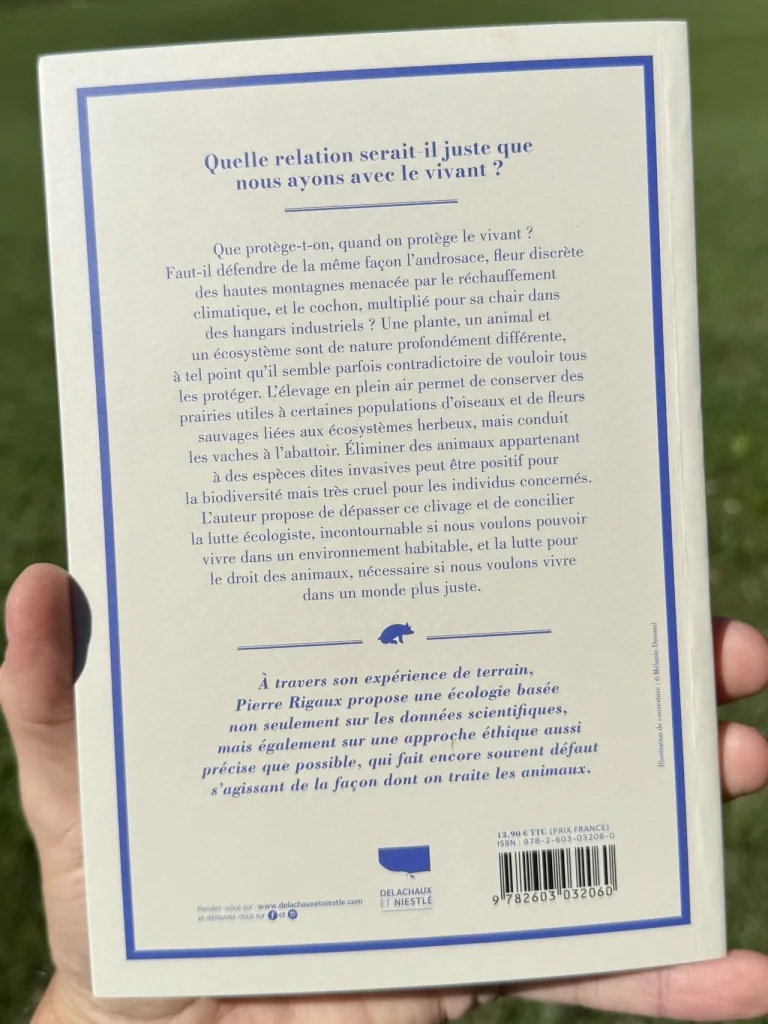 Quelle relation serait-il juste que
nous ayons avec le vivant ?
Que protège-t-on, quand on protège le vivant ?
Faut-il défendre de la même façon l'androsace, fleur discrète
des hautes montagnes menacée par le réchauffement
climatique, et le cochon, multiplié pour sa chair dans
des hangars industriels ? Une plante, un animal et
un écosystème sont de nature profondément différente,
à tel point qu'il semble parfois contradictoire de vouloir tous
les protéger. L'élevage en plein air permet de conserver des
prairies utiles à certaines populations d'oiseaux et de fleurs
sauvages liées aux écosystèmes herbeux, mais conduit
les vaches à l'abattoir. Éliminer des animaux appartenant
à des espèces dites invasives peut être positif pour
la biodiversité mais très cruel pour les individus concernés.
L'auteur propose de dépasser ce clivage et de concilier
la lutte écologiste, incontournable si nous voulons pouvoir
vivre dans un environnement habitable, et la lutte pour
le droit des animaux, nécessaire si nous voulons vivre
dans un monde plus juste.
À travers son expérience de terrain,
Pierre Rigaux propose une écologie basée
non seulement sur les données scientifiques,
mais également sur une approche éthique aussi
précise que possible, qui fait encore souvent défaut
s'agissant de la façon dont on traite les animaux.
Illustration de couverture : © Mélanie
12,90 € TTC (PRIX FRANCE)
ISBN : 978-2-603-03206-0
9 782603 032060
DELACHAUX
ET NIESTLÉ
Rendez-vous sur : www.delachauxetniestle.com
et retrouvez-nous sur f et